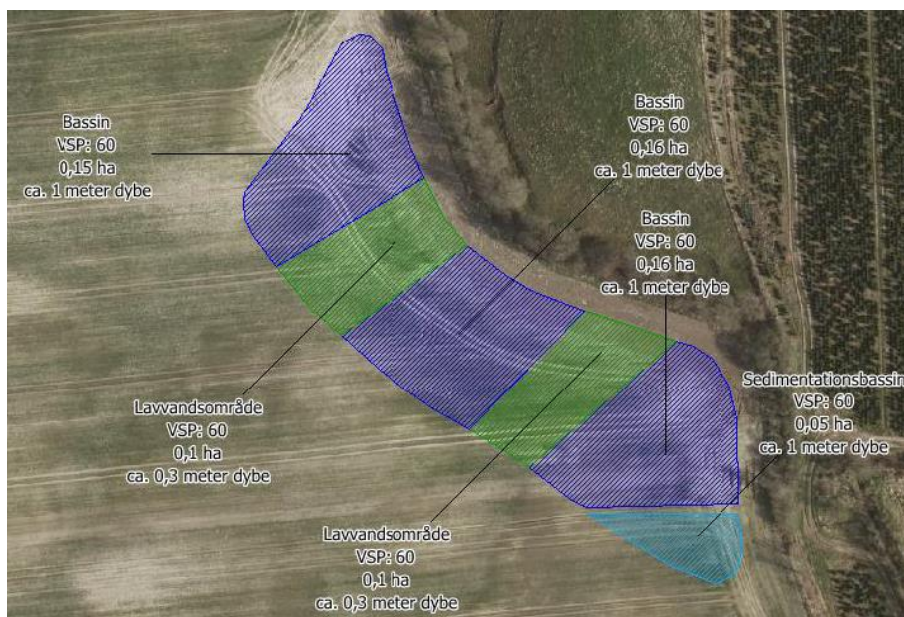 Bassin
VSP: 60
0,15 ha
ca. 1 meter dybe
Bassin
VSP: 60
0,16 ha
ca. 1 meter dybe
Bassin
VSP: 60
0,16 ha
ca. 1 meter dybe
Sedimentationsbassin
VSP: 60
0,05 ha
ca. 1 meter dybe
Lavvandsområde
VSP: 60
0,1 ha
ca. 0,3 meter dybe
Lavvandsområde
VSP: 60
0,1 ha
ca. 0,3 meter dybe